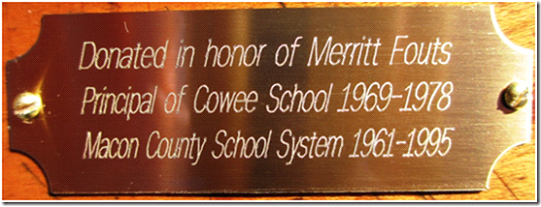 Donated in honor of Merritt Fouts
Principal of Cowee School 1969-1978
Macon County School System 1961-1995